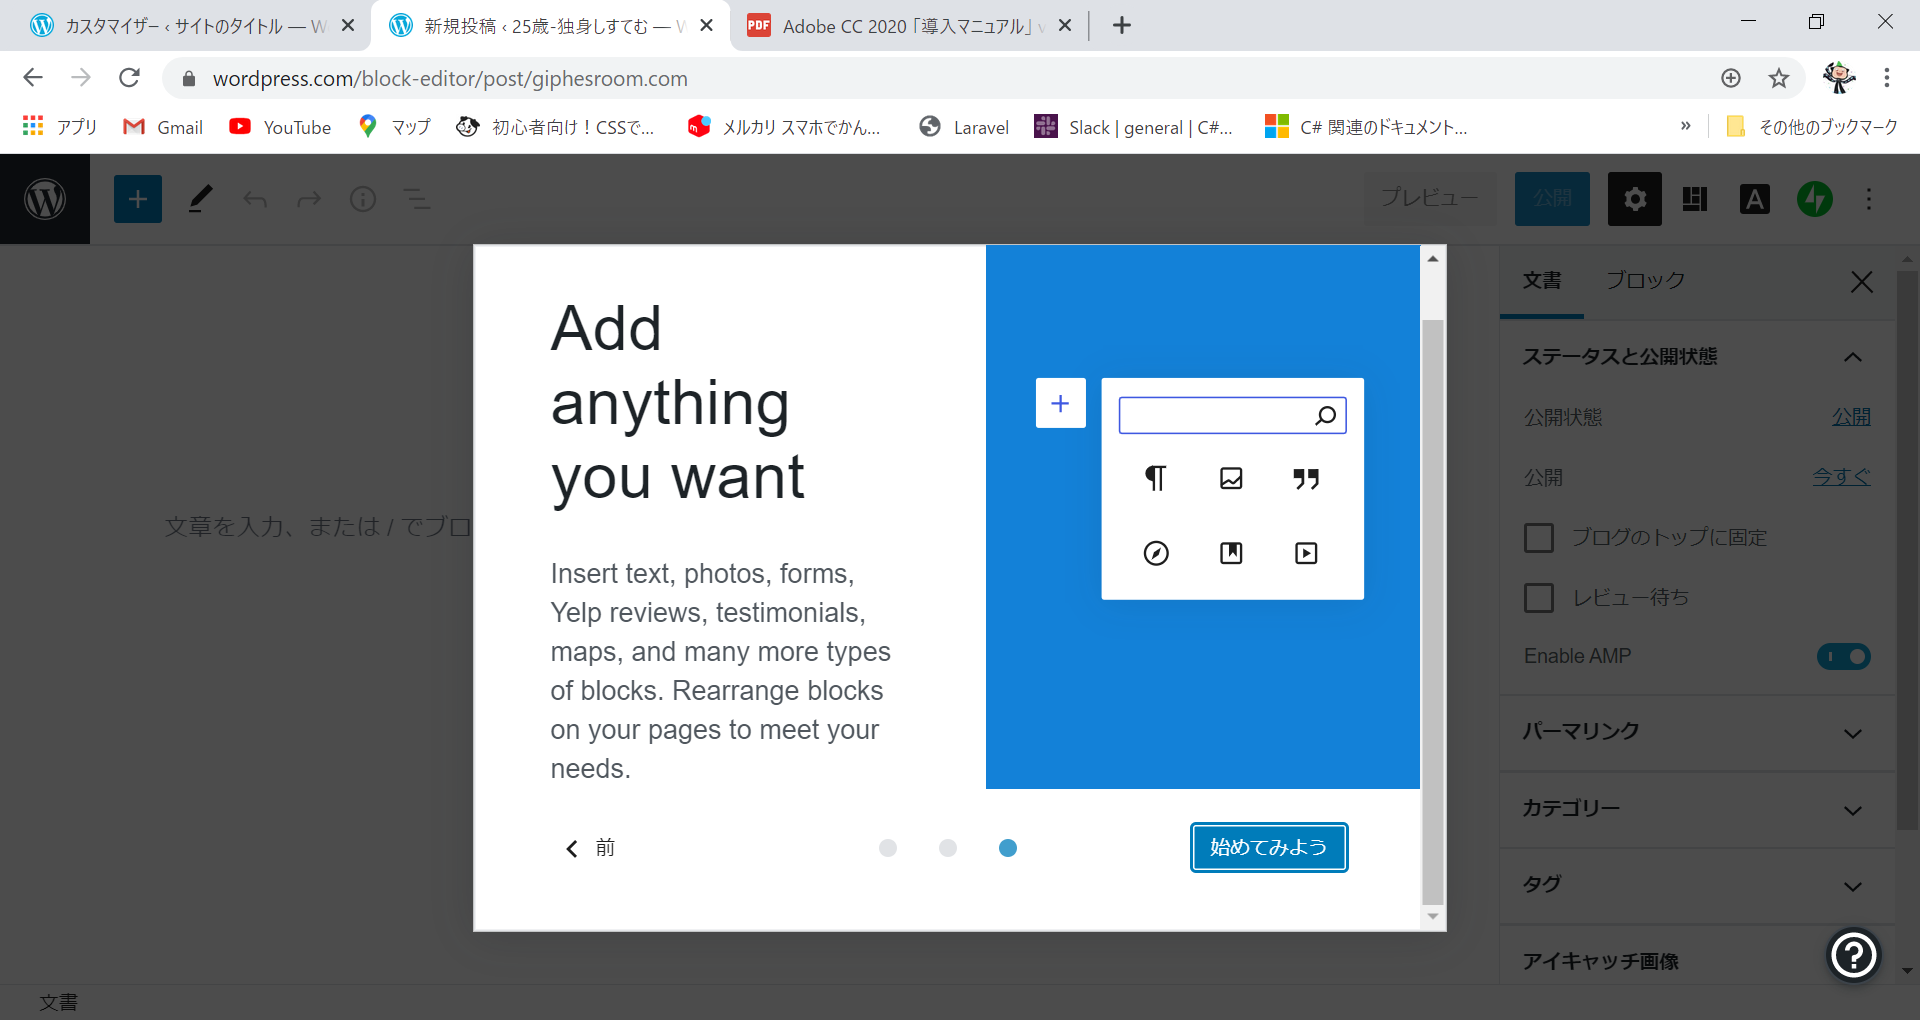 カスタマイザー ‹ サイトのタイトル — W
新規投稿 ‹ 25歳-独身しすてむ — W
PDF
Adobe CC 2020「導入マニュアル」v
wordpress.com/block-editor/post/giphesroom.com
アプリ
Gmail
YouTube
マップ
初心者向け！CSSで...
メルカリ スマホでかん...
Laravel
Slack | general | C#...
C# 関連のドキュメント...
»
その他のブックマーク
プレビュー
公開
文書
ブロック
ステータスと公開状態
公開状態
公開
公開
今すぐ
ブログのトップに固定
レビュー待ち
Enable AMP
パーマリンク
カテゴリー
タグ
アイキャッチ画像
文章を入力、または / でブロ
Add
anything
you want
Insert text, photos, forms,
Yelp reviews, testimonials,
maps, and many more types
of blocks. Rearrange blocks
on your pages to meet your
needs.
前
始めてみよう
文書